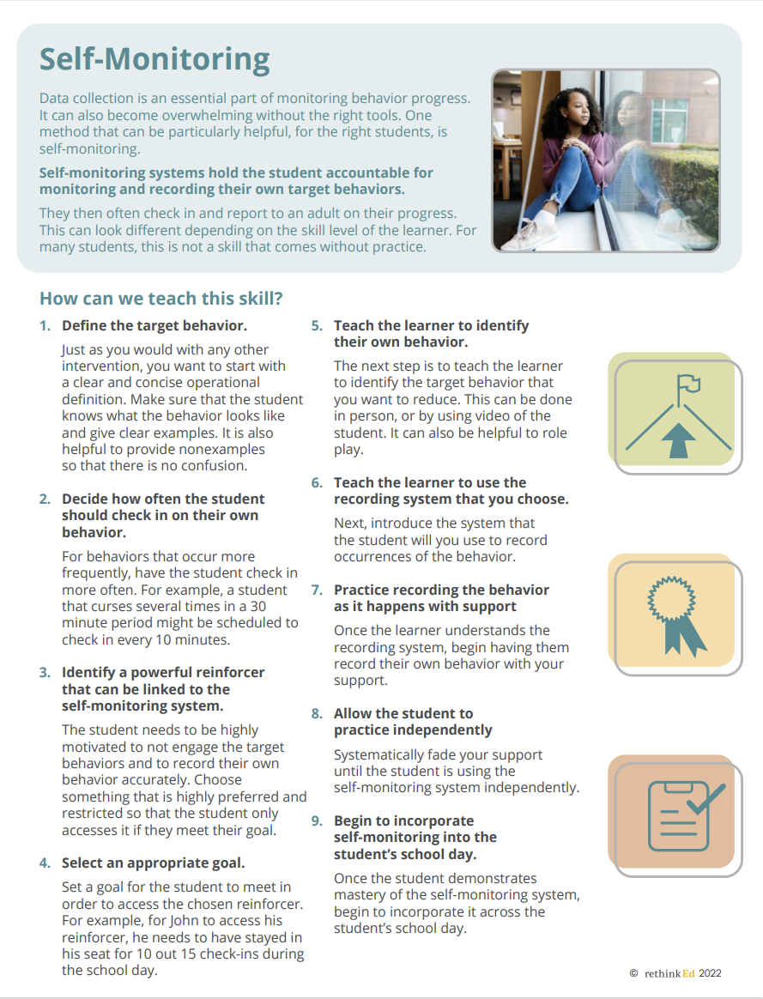 Self-Monitoring
Data collection is an essential part of monitoring behavior progress.
It can also become overwhelming without the right tools. One
method that can be particularly helpful, for the right students, is
self-monitoring.
Self-monitoring systems hold the student accountable for
monitoring and recording their own target behaviors.
They then often check in and report to an adult on their progress.
This can look different depending on the skill level of the learner. For
many students, this is not a skill that comes without practice.
How can we teach this skill?
1. Define the target behavior.
Just as you would with any other
intervention, you want to start with
a clear and concise operational
definition. Make sure that the student
knows what the behavior looks like
and give clear examples. It is also
helpful to provide nonexamples
so that there is no confusion.
2. Decide how often the student
should check in on their own
behavior.
For behaviors that occur more
frequently, have the student check in
more often. For example, a student
that curses several times in a 30
minute period might be scheduled to
check in every 10 minutes.
3. Identify a powerful reinforcer
that can be linked to the
self-monitoring system.
The student needs to be highly
motivated to not engage the target
behaviors and to record their own
behavior accurately. Choose
something that is highly preferred and
restricted so that the student only
accesses it if they meet their goal.
4. Select an appropriate goal.
Set a goal for the student to meet in
order to access the chosen reinforcer.
For example, for John to access his
reinforcer, he needs to have stayed in
his seat for 10 out 15 check-ins during
the school day.
5. Teach the learner to identify
their own behavior.
The next step is to teach the learner
to identify the target behavior that
you want to reduce. This can be done
in person, or by using video of the
student. It can also be helpful to role
play.
6. Teach the learner to use the
recording system that you choose.
Next, introduce the system that
the student will you use to record
occurrences of the behavior.
7. Practice recording the behavior
as it happens with support
Once the learner understands the
recording system, begin having them
record their own behavior with your
support.
8. Allow the student to
practice independently
Systematically fade your support
until the student is using the
self-monitoring system independently.
9. Begin to incorporate
self-monitoring into the
student’s school day.
Once the student demonstrates
mastery of the self-monitoring system,
begin to incorporate it across the
student’s school day.
© rethinkEd 2022